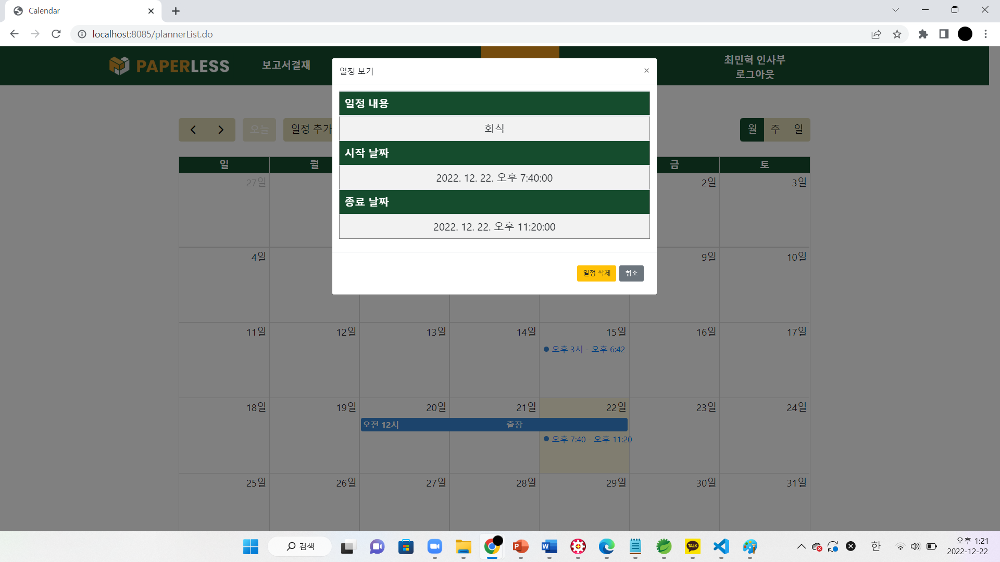 Calendar
localhost:8085/plannerList.do
PAPERLESS
보고서결재
최민혁 인사부
로그아웃
일정 보기
×
일정 내용
회식
시작 날짜
2022. 12. 22. 오후 7:40:00
종료 날짜
2022. 12. 22. 오후 11:20:00
일정 삭제
취소
오늘
일정 추가
월 주 일
일 월 금 토
27일 2일 3일
4일 9일 10일
11일 12일 13일 14일 15일 16일 17일
오후 3시 - 오후 6:42
18일 19일 20일 21일 22일 23일 24일
오전 12시 출장
오후 7:40 - 오후 11:20
25일 26일 27일 28일 29일 30일 31일
검색
P
W
TALK
한
오후 1:21
2022-12-22